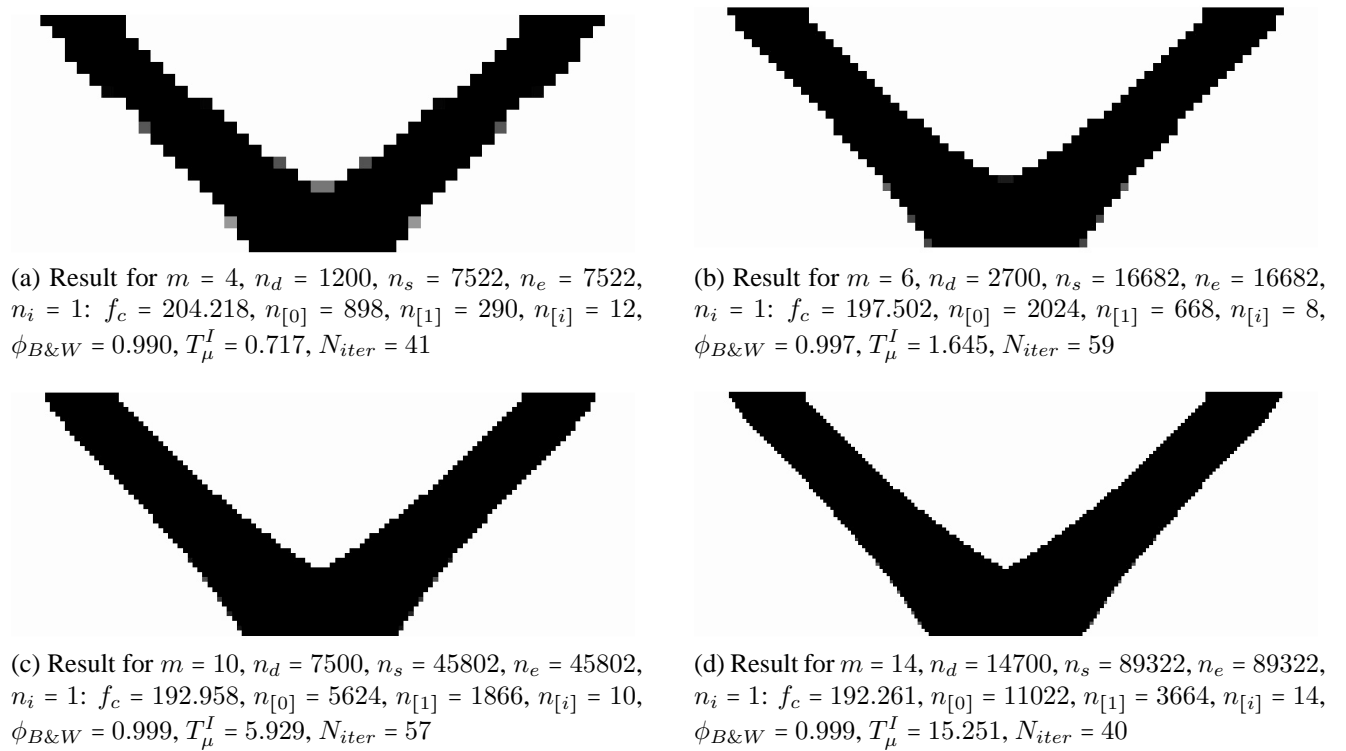 (a) Result for m = 4, n_d = 1200, n_s = 7522, n_e = 7522,
n_i = 1: f_c = 204.218, n_[0] = 898, n_[1] = 290, n_[i] = 12,
ϕ_B&W = 0.990, T_μ^I = 0.717, N_iter = 41
(b) Result for m = 6, n_d = 2700, n_s = 16682, n_e = 16682,
n_i = 1: f_c = 197.502, n_[0] = 2024, n_[1] = 668, n_[i] = 8,
ϕ_B&W = 0.997, T_μ^I = 1.645, N_iter = 59
(c) Result for m = 10, n_d = 7500, n_s = 45802, n_e = 45802,
n_i = 1: f_c = 192.958, n_[0] = 5624, n_[1] = 1866, n_[i] = 10,
ϕ_B&W = 0.999, T_μ^I = 5.929, N_iter = 57
(d) Result for m = 14, n_d = 14700, n_s = 89322, n_e = 89322,
n_i = 1: f_c = 192.261, n_[0] = 11022, n_[1] = 3664, n_[i] = 14,
ϕ_B&W = 0.999, T_μ^I = 15.251, N_iter = 40